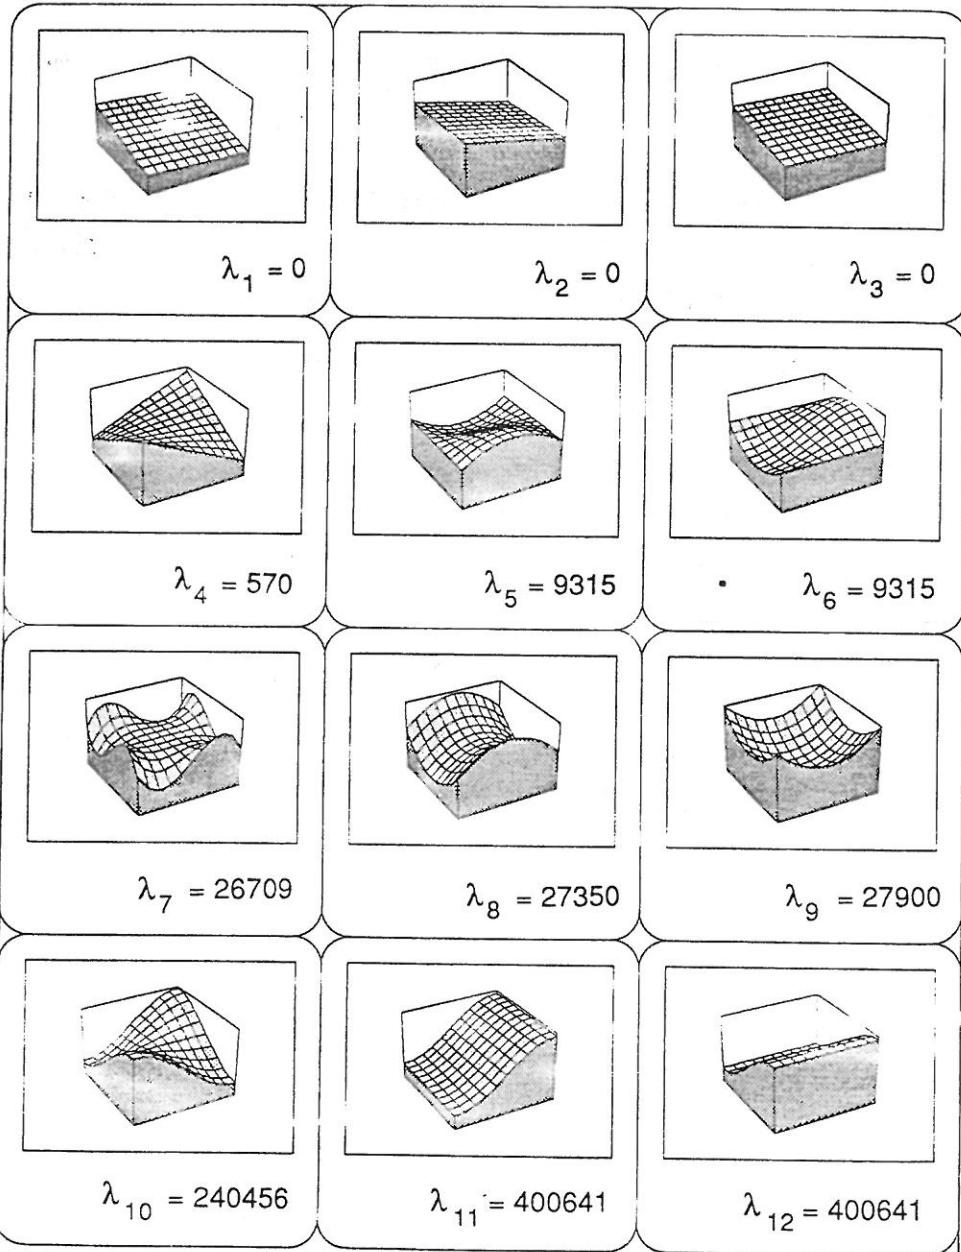 λ₁ = 0
λ₂ = 0
λ₃ = 0
λ₄ = 570
λ₅ = 9315
λ₆ = 9315
λ₇ = 26709
λ₈ = 27350
λ₉ = 27900
λ₁₀ = 240456
λ₁₁ = 400641
λ₁₂ = 400641